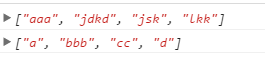 ["aaa", "jdkd", "jsk", "lkk"]
["a", "bbb", "cc", "d"]